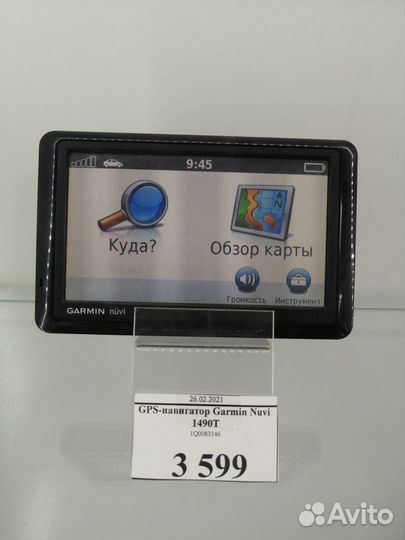 9:45
Куда?
Обзор карты
Громкость
Инструмент
GARMIN nüvi
26.02.2021
GPS-навигатор Garmin Nuvi
1490T
1Q0083146
3 599
Avito